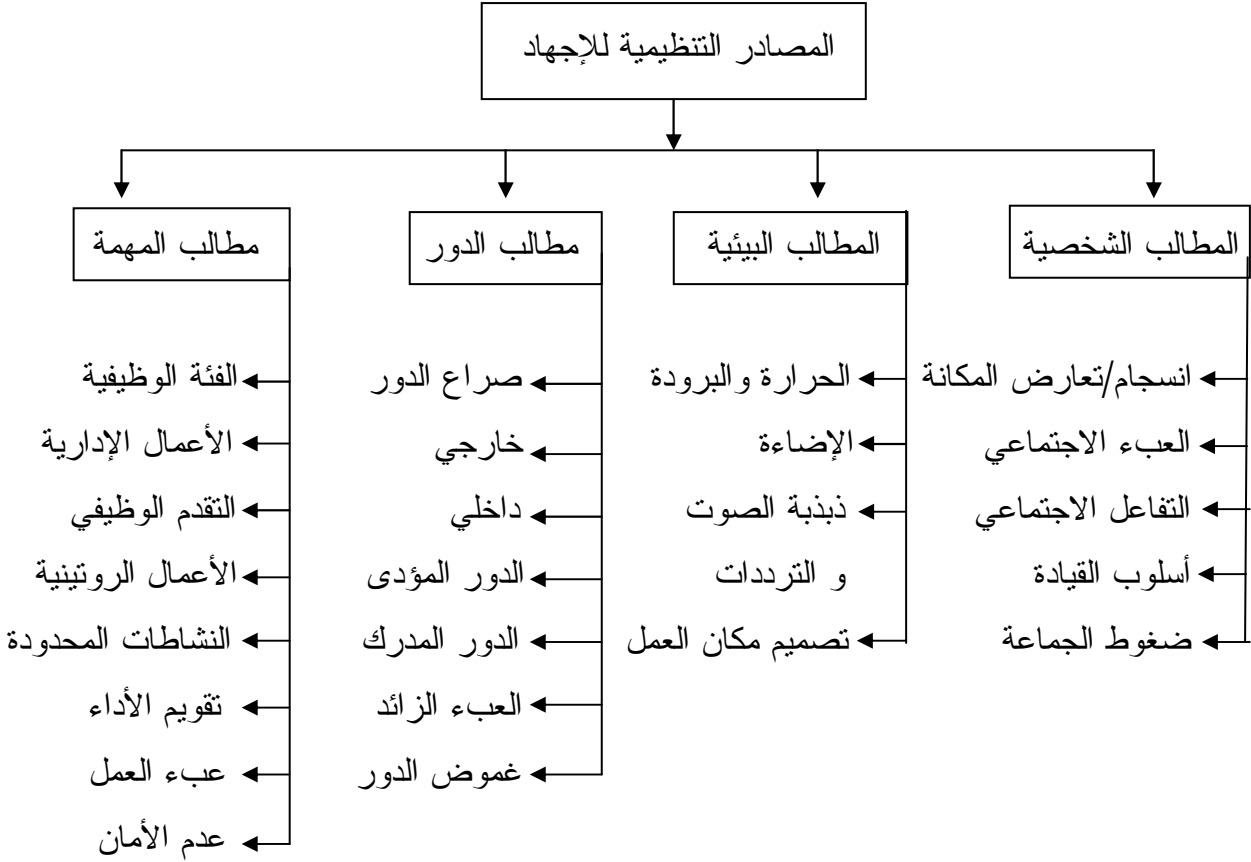 المصادر التنظيمية للإجهاد
المطالب الشخصية
انسجام/تعارض المكانة
العبء الاجتماعي
التفاعل الاجتماعي
أسلوب القيادة
ضغوط الجماعة
المطالب البيئية
الحرارة والبرودة
الإضاءة
ذبذبة الصوت
و الترددات
تصميم مكان العمل
مطالب الدور
صراع الدور
خارجي
داخلي
الدور المؤدى
الدور المدرك
العبء الزائد
غموض الدور
مطالب المهمة
الفئة الوظيفية
الأعمال الإدارية
التقدم الوظيفي
الأعمال الروتينية
النشاطات المحدودة
تقويم الأداء
عبء العمل
عدم الأمان